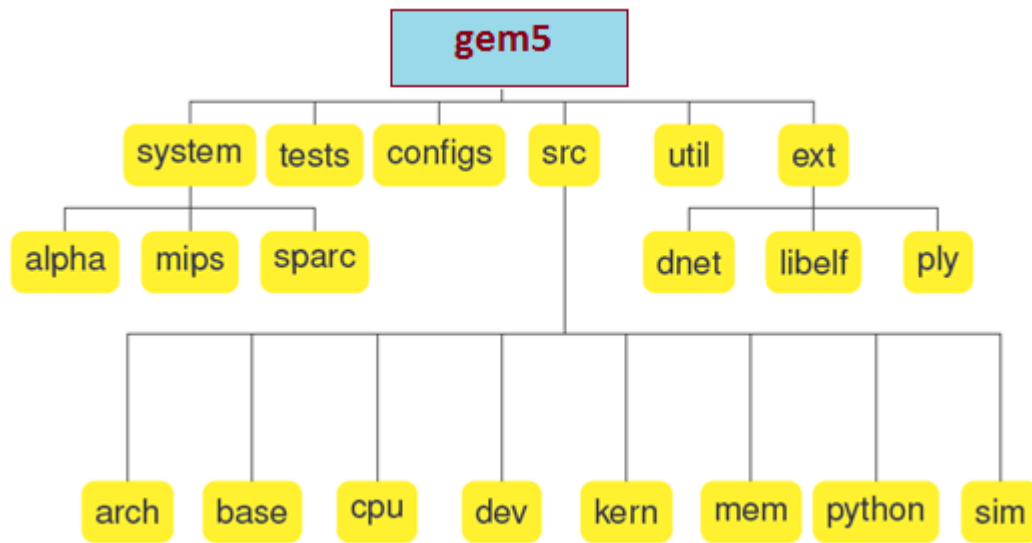 gem5
system tests configs src util ext
alpha mips sparc dnet libelf ply
arch base cpu dev kern mem python sim